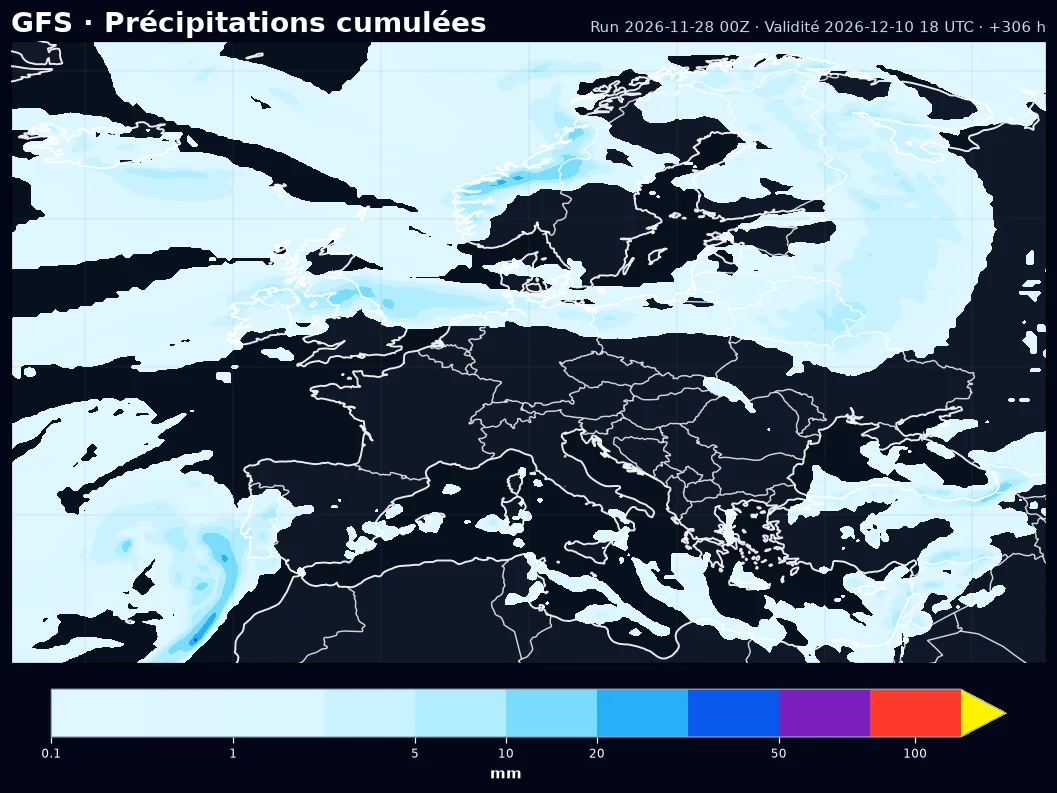 GFS · Précipitations cumulées
Run 2026-11-28 00Z · Validité 2026-12-10 18 UTC · +306 h
0.1 1 5 10 20 50 100
mm